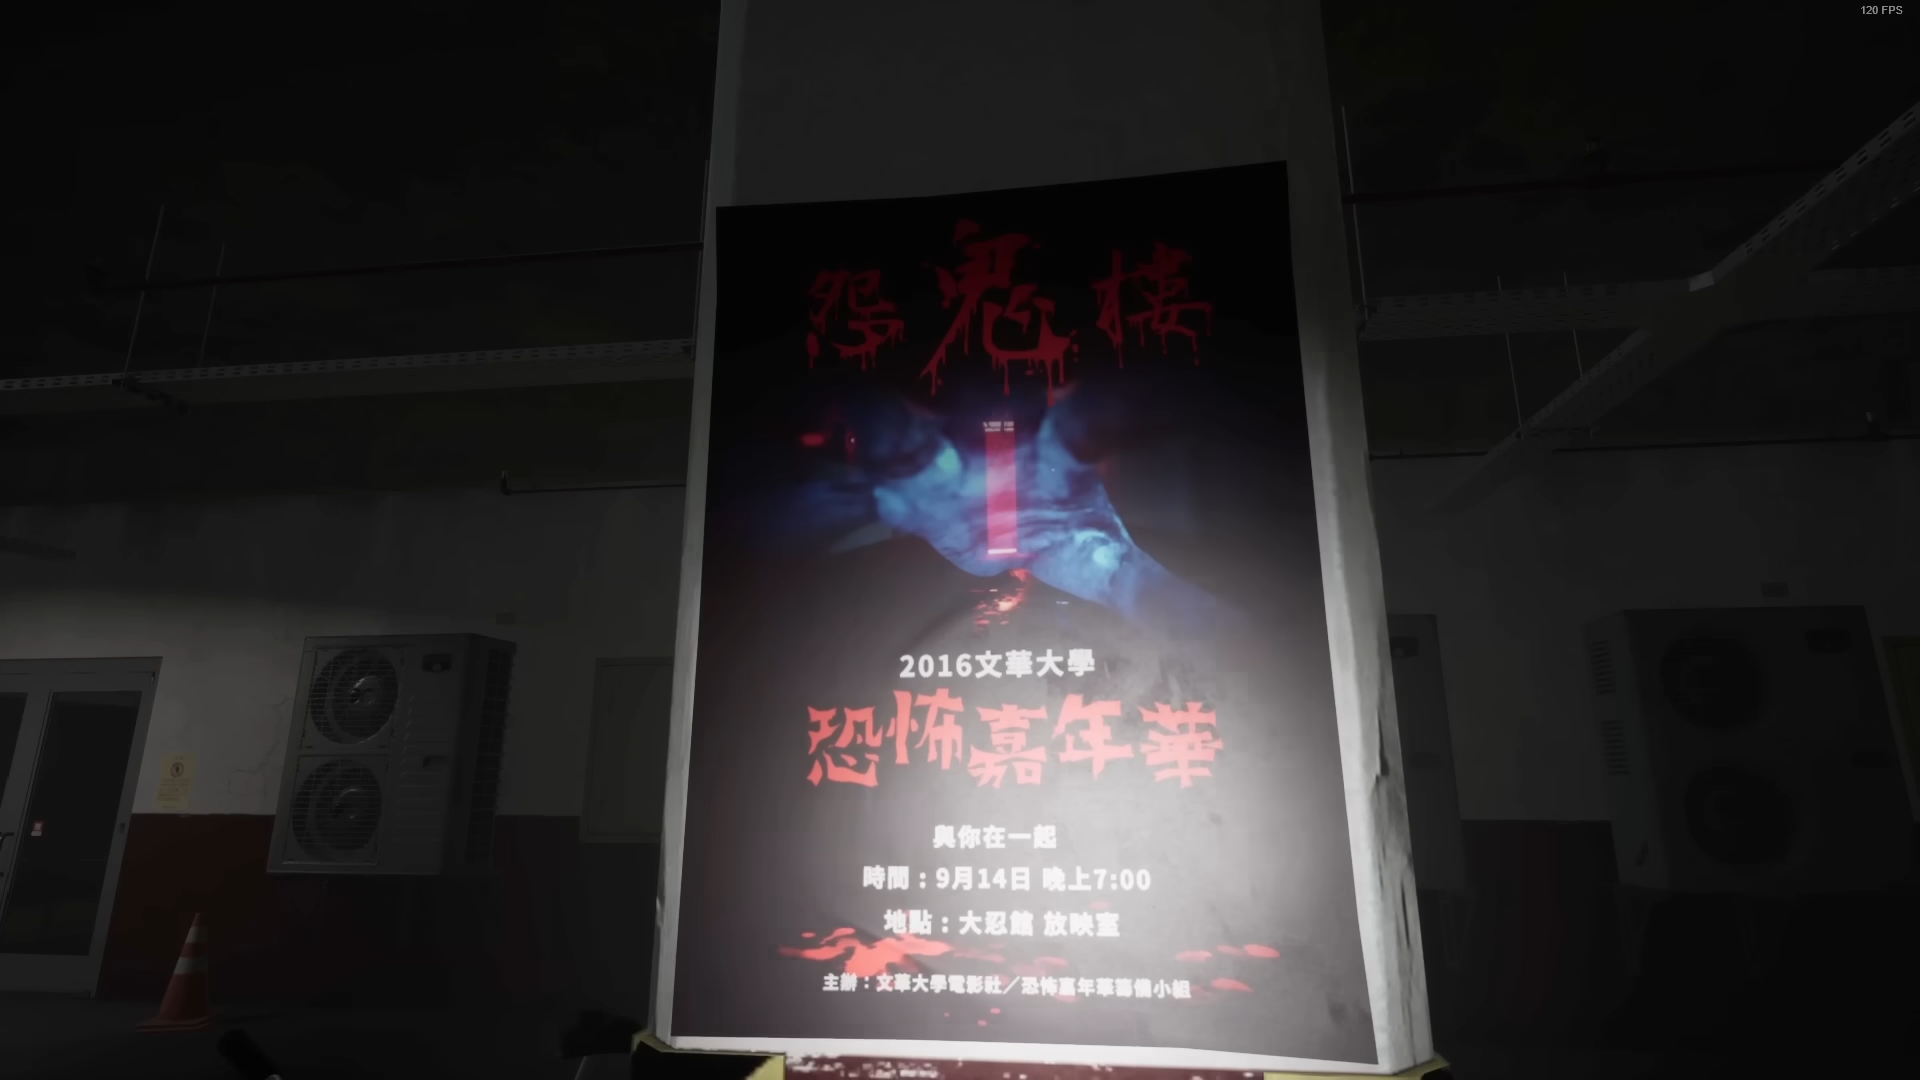 120 FPS
怨鬼樓
2016文華大學
恐怖嘉年華
與你在一起
時間：9月14日 晚上7:00
地點：大忍館 放映室
主辦：文華大學電影社／恐怖嘉年華籌備小組